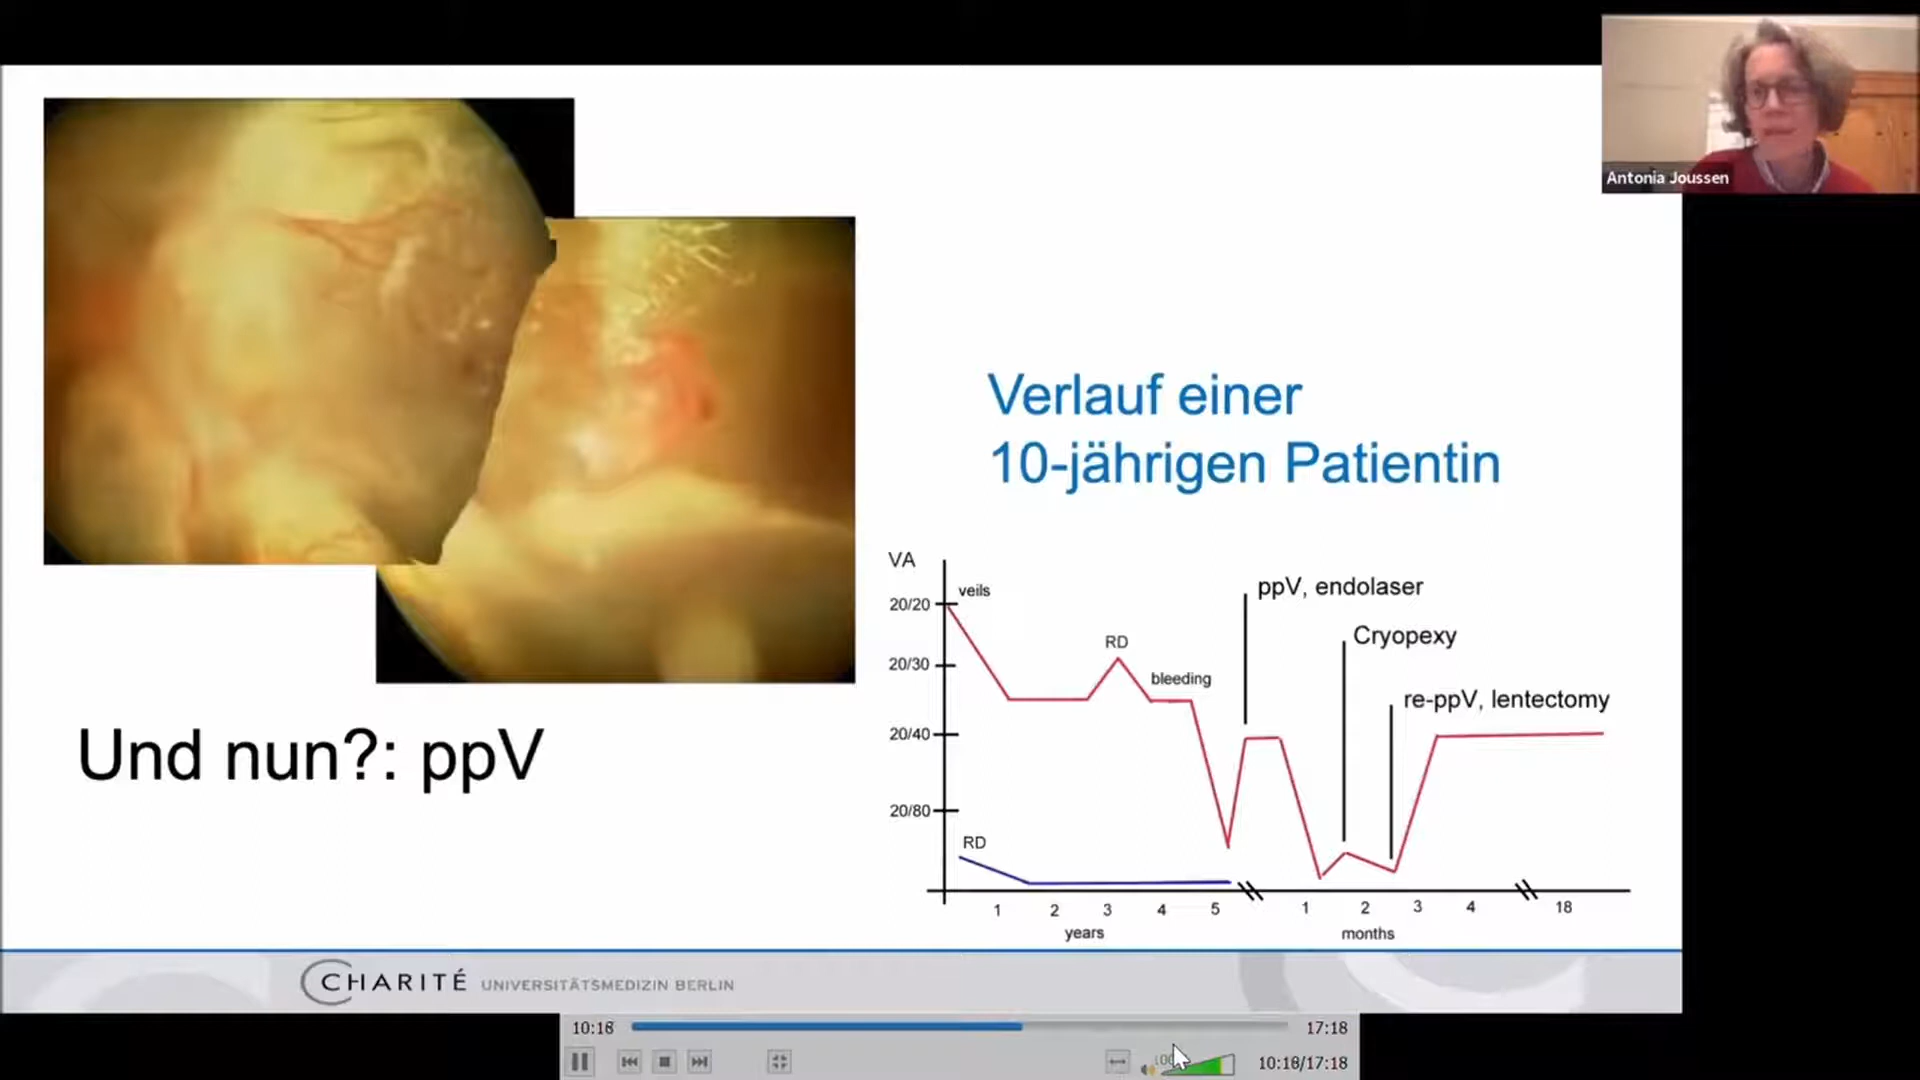 Antonia Joussen
Verlauf einer
10-jährigen Patientin
Und nun?: ppV
VA
20/20
20/30
20/40
20/80
veils
RD
bleeding
RD
ppV, endolaser
Cryopexy
re-ppV, lentectomy
1 2 3 4 5
years
1 2 3 4 18
months
CHARITÉ UNIVERSITÄTSMEDIZIN BERLIN
10:18 17:18
100
10:18/17:18